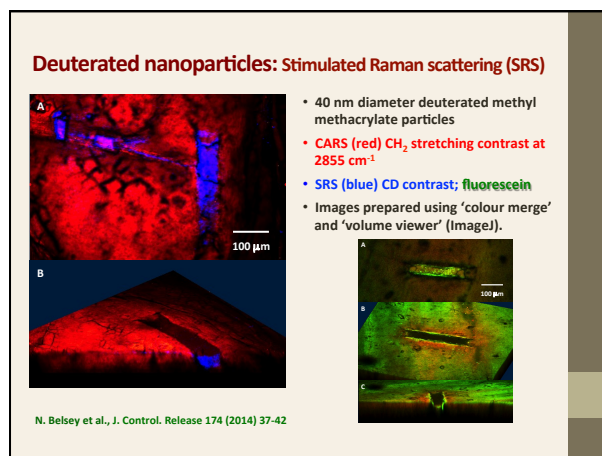 Deuterated nanoparticles: Stimulated Raman scattering (SRS)
A
100 μm
B
• 40 nm diameter deuterated methyl
methacrylate particles
• CARS (red) CH₂ stretching contrast at
2855 cm⁻¹
• SRS (blue) CD contrast; fluorescein
• Images prepared using ‘colour merge’
and ‘volume viewer’ (ImageJ).
A
100 μm
B
C
N. Belsey et al., J. Control. Release 174 (2014) 37-42